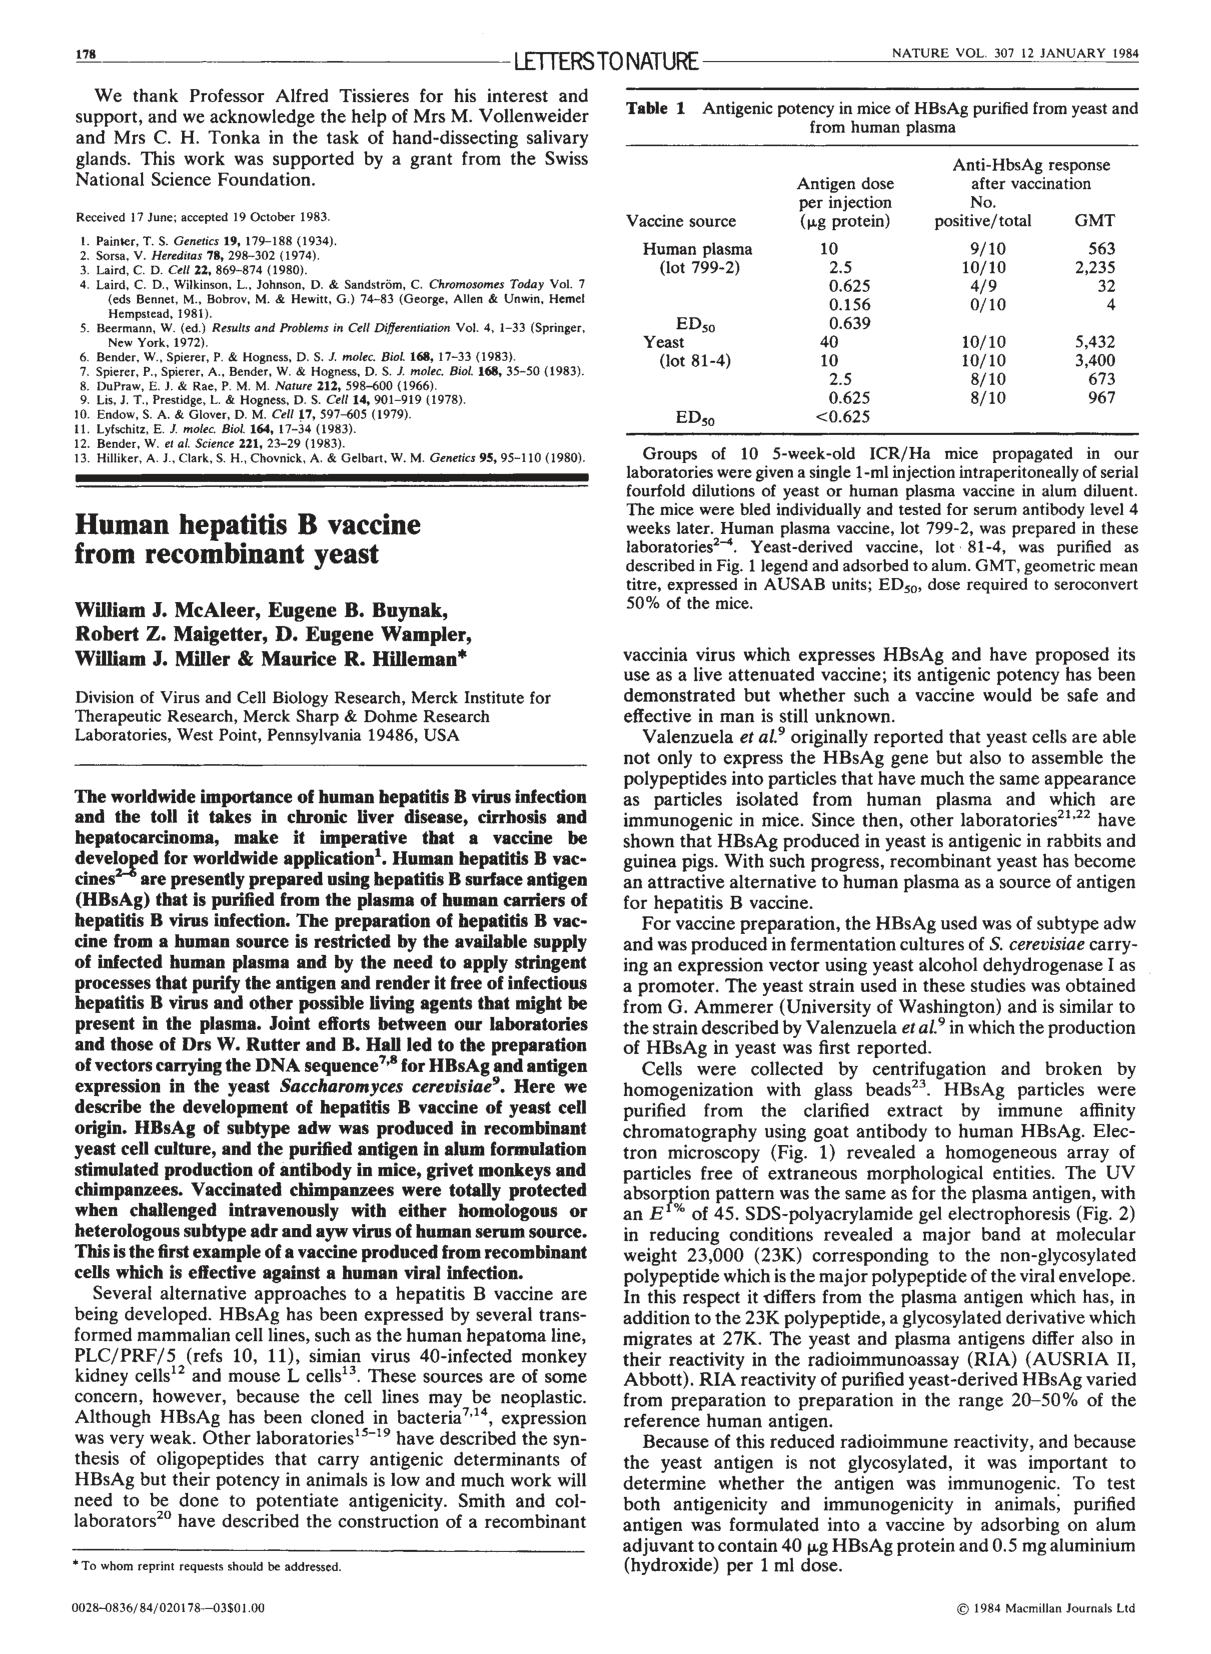 178
LETTERS TO NATURE
NATURE VOL. 307 12 JANUARY 1984
We thank Professor Alfred Tissieres for his interest and
support, and we acknowledge the help of Mrs M. Vollenweider
and Mrs C. H. Tonka in the task of hand-dissecting salivary
glands. This work was supported by a grant from the Swiss
National Science Foundation.
Received 17 June; accepted 19 October 1983.
1. Painter, T. S. Genetics 19, 179–188 (1934).
2. Sorsa, V. Hereditas 78, 298–302 (1974).
3. Laird, C. D. Cell 22, 869–874 (1980).
4. Laird, C. D., Wilkinson, L., Johnson, D. & Sandström, C. Chromosomes Today Vol. 7
(eds Bennet, M., Bobrov, M. & Hewitt, G.) 74–83 (George, Allen & Unwin, Hemel
Hempstead, 1981).
5. Beermann, W. (ed.) Results and Problems in Cell Differentiation Vol. 4, 1–33 (Springer,
New York, 1972).
6. Bender, W., Spierer, P. & Hogness, D. S. J. molec. Biol. 168, 17–33 (1983).
7. Spierer, P., Spierer, A., Bender, W. & Hogness, D. S. J. molec. Biol. 168, 35–50 (1983).
8. DuPraw, E. J. & Rae, P. M. M. Nature 212, 598–600 (1966).
9. Lis, J. T., Prestidge, L. & Hogness, D. S. Cell 14, 901–919 (1978).
10. Endow, S. A. & Glover, D. M. Cell 17, 597–605 (1979).
11. Lyfschitz, E. J. molec. Biol. 164, 17–34 (1983).
12. Bender, W. et al. Science 221, 23–29 (1983).
13. Hilliker, A. J., Clark, S. H., Chovnick, A. & Gelbart, W. M. Genetics 95, 95–110 (1980).
Human hepatitis B vaccine
from recombinant yeast
William J. McAleer, Eugene B. Buynak,
Robert Z. Maigetter, D. Eugene Wampler,
William J. Miller & Maurice R. Hilleman*
Division of Virus and Cell Biology Research, Merck Institute for
Therapeutic Research, Merck Sharp & Dohme Research
Laboratories, West Point, Pennsylvania 19486, USA
The worldwide importance of human hepatitis B virus infection
and the toll it takes in chronic liver disease, cirrhosis and
hepatocarcinoma, make it imperative that a vaccine be
developed for worldwide application¹. Human hepatitis B vac-
cines²⁻⁶ are presently prepared using hepatitis B surface antigen
(HBsAg) that is purified from the plasma of human carriers of
hepatitis B virus infection. The preparation of hepatitis B vac-
cine from a human source is restricted by the available supply
of infected human plasma and by the need to apply stringent
processes that purify the antigen and render it free of infectious
hepatitis B virus and other possible living agents that might be
present in the plasma. Joint efforts between our laboratories
and those of Drs W. Rutter and B. Hall led to the preparation
of vectors carrying the DNA sequence⁷,⁸ for HBsAg and antigen
expression in the yeast Saccharomyces cerevisiae⁹. Here we
describe the development of hepatitis B vaccine of yeast cell
origin. HBsAg of subtype adw was produced in recombinant
yeast cell culture, and the purified antigen in alum formulation
stimulated production of antibody in mice, grivet monkeys and
chimpanzees. Vaccinated chimpanzees were totally protected
when challenged intravenously with either homologous or
heterologous subtype adr and ayw virus of human serum source.
This is the first example of a vaccine produced from recombinant
cells which is effective against a human viral infection.
Several alternative approaches to a hepatitis B vaccine are
being developed. HBsAg has been expressed by several trans-
formed mammalian cell lines, such as the human hepatoma line,
PLC/PRF/5 (refs 10, 11), simian virus 40-infected monkey
kidney cells¹² and mouse L cells¹³. These sources are of some
concern, however, because the cell lines may be neoplastic.
Although HBsAg has been cloned in bacteria⁷,¹⁴, expression
was very weak. Other laboratories¹⁵⁻¹⁹ have described the syn-
thesis of oligopeptides that carry antigenic determinants of
HBsAg but their potency in animals is low and much work will
need to be done to potentiate antigenicity. Smith and col-
laborators²⁰ have described the construction of a recombinant
* To whom reprint requests should be addressed.
Table 1 Antigenic potency in mice of HBsAg purified from yeast and
from human plasma
Anti-HbsAg response
Antigen dose after vaccination
per injection No.
Vaccine source (μg protein) positive/total GMT
Human plasma 10 9/10 563
(lot 799-2) 2.5 10/10 2,235
0.625 4/9 32
0.156 0/10 4
ED₅₀ 0.639
Yeast 40 10/10 5,432
(lot 81-4) 10 10/10 3,400
2.5 8/10 673
0.625 8/10 967
ED₅₀ <0.625
Groups of 10 5-week-old ICR/Ha mice propagated in our
laboratories were given a single 1-ml injection intraperitoneally of serial
fourfold dilutions of yeast or human plasma vaccine in alum diluent.
The mice were bled individually and tested for serum antibody level 4
weeks later. Human plasma vaccine, lot 799-2, was prepared in these
laboratories²⁻⁴. Yeast-derived vaccine, lot 81-4, was purified as
described in Fig. 1 legend and adsorbed to alum. GMT, geometric mean
titre, expressed in AUSAB units; ED₅₀, dose required to seroconvert
50% of the mice.
vaccinia virus which expresses HBsAg and have proposed its
use as a live attenuated vaccine; its antigenic potency has been
demonstrated but whether such a vaccine would be safe and
effective in man is still unknown.
Valenzuela et al.⁹ originally reported that yeast cells are able
not only to express the HBsAg gene but also to assemble the
polypeptides into particles that have much the same appearance
as particles isolated from human plasma and which are
immunogenic in mice. Since then, other laboratories²¹,²² have
shown that HBsAg produced in yeast is antigenic in rabbits and
guinea pigs. With such progress, recombinant yeast has become
an attractive alternative to human plasma as a source of antigen
for hepatitis B vaccine.
For vaccine preparation, the HBsAg used was of subtype adw
and was produced in fermentation cultures of S. cerevisiae carry-
ing an expression vector using yeast alcohol dehydrogenase I as
a promoter. The yeast strain used in these studies was obtained
from G. Ammerer (University of Washington) and is similar to
the strain described by Valenzuela et al.⁹ in which the production
of HBsAg in yeast was first reported.
Cells were collected by centrifugation and broken by
homogenization with glass beads²³. HBsAg particles were
purified from the clarified extract by immune affinity
chromatography using goat antibody to human HBsAg. Elec-
tron microscopy (Fig. 1) revealed a homogeneous array of
particles free of extraneous morphological entities. The UV
absorption pattern was the same as for the plasma antigen, with
an E¹% of 45. SDS-polyacrylamide gel electrophoresis (Fig. 2)
in reducing conditions revealed a major band at molecular
weight 23,000 (23K) corresponding to the non-glycosylated
polypeptide which is the major polypeptide of the viral envelope.
In this respect it differs from the plasma antigen which has, in
addition to the 23K polypeptide, a glycosylated derivative which
migrates at 27K. The yeast and plasma antigens differ also in
their reactivity in the radioimmunoassay (RIA) (AUSRIA II,
Abbott). RIA reactivity of purified yeast-derived HBsAg varied
from preparation to preparation in the range 20–50% of the
reference human antigen.
Because of this reduced radioimmune reactivity, and because
the yeast antigen is not glycosylated, it was important to
determine whether the antigen was immunogenic. To test
both antigenicity and immunogenicity in animals, purified
antigen was formulated into a vaccine by adsorbing on alum
adjuvant to contain 40 μg HBsAg protein and 0.5 mg aluminium
(hydroxide) per 1 ml dose.
0028–0836/84/020178—03$01.00
© 1984 Macmillan Journals Ltd